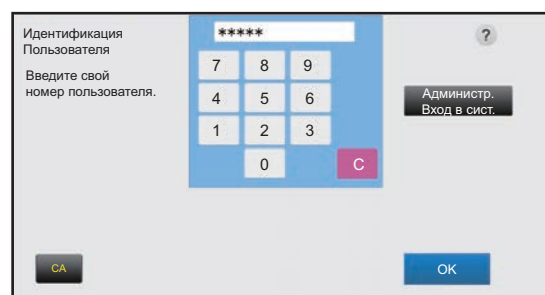 Идентификация
Пользователя
Введите свой
номер пользователя.
*****
?
7 8 9
4 5 6
1 2 3
0 C
Администр.
Вход в сист.
CA
OK